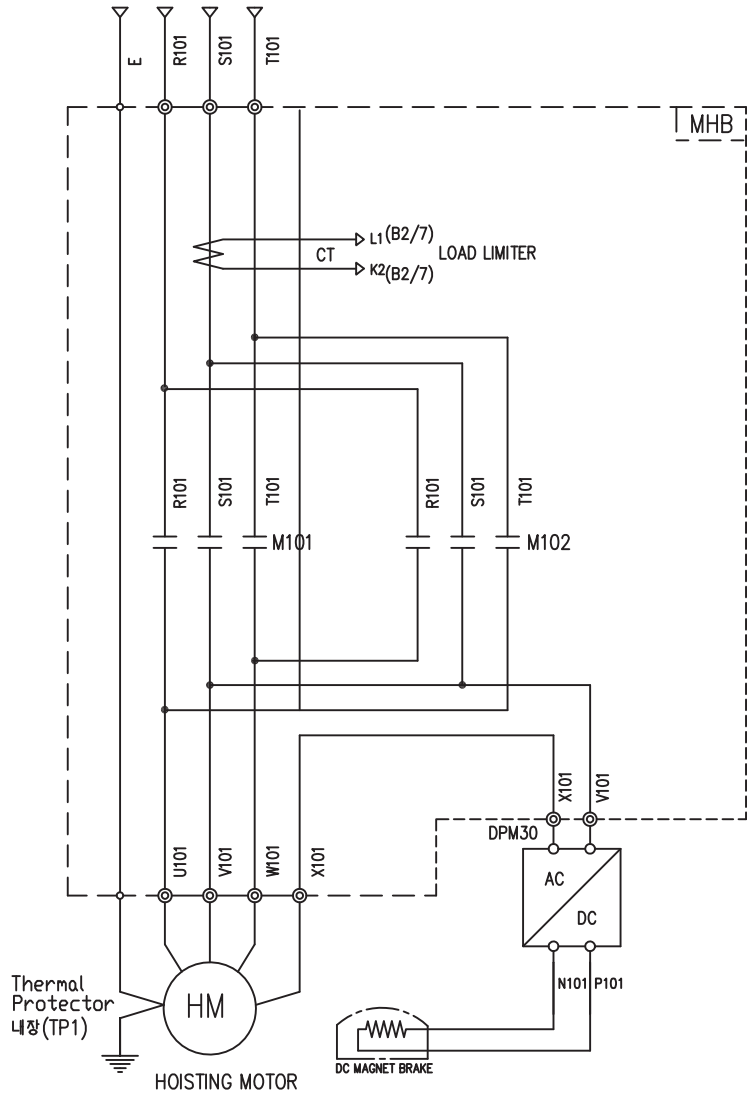 E
R101
S101
T101
MHB
L1(B2/7)
CT
LOAD LIMITER
K2(B2/7)
R101
S101
T101
R101
S101
T101
M101
M102
X101
V101
DPM30
U101
V101
W101
X101
AC
DC
N101
P101
Thermal
Protector
내장(TP1)
HM
DC MAGNET BRAKE
HOISTING MOTOR